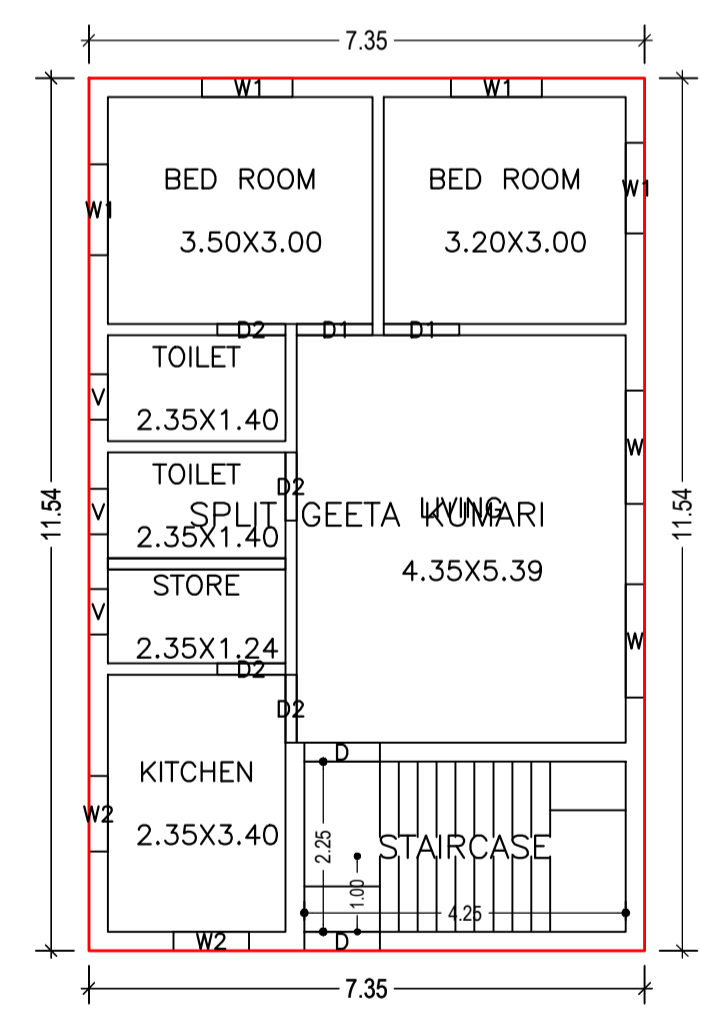 7.35
W1
W1
BED ROOM
BED ROOM
W1
W1
3.50X3.00
3.20X3.00
D2
D1
D1
TOILET
V
2.35X1.40
W
TOILET
D2
V
SPLIT GEETA KUMARI
LIVING
11.54
11.54
2.35X1.40
4.35X5.39
STORE
V
W
2.35X1.24
D2
D2
D
KITCHEN
W2
2.35X3.40
2.25
STAIRCASE
1.00
4.25
W2
D
7.35